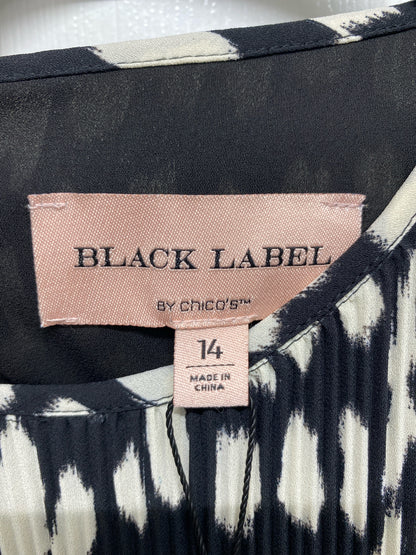 BLACK LABEL
BY CHICO'S™
14
MADE IN
CHINA